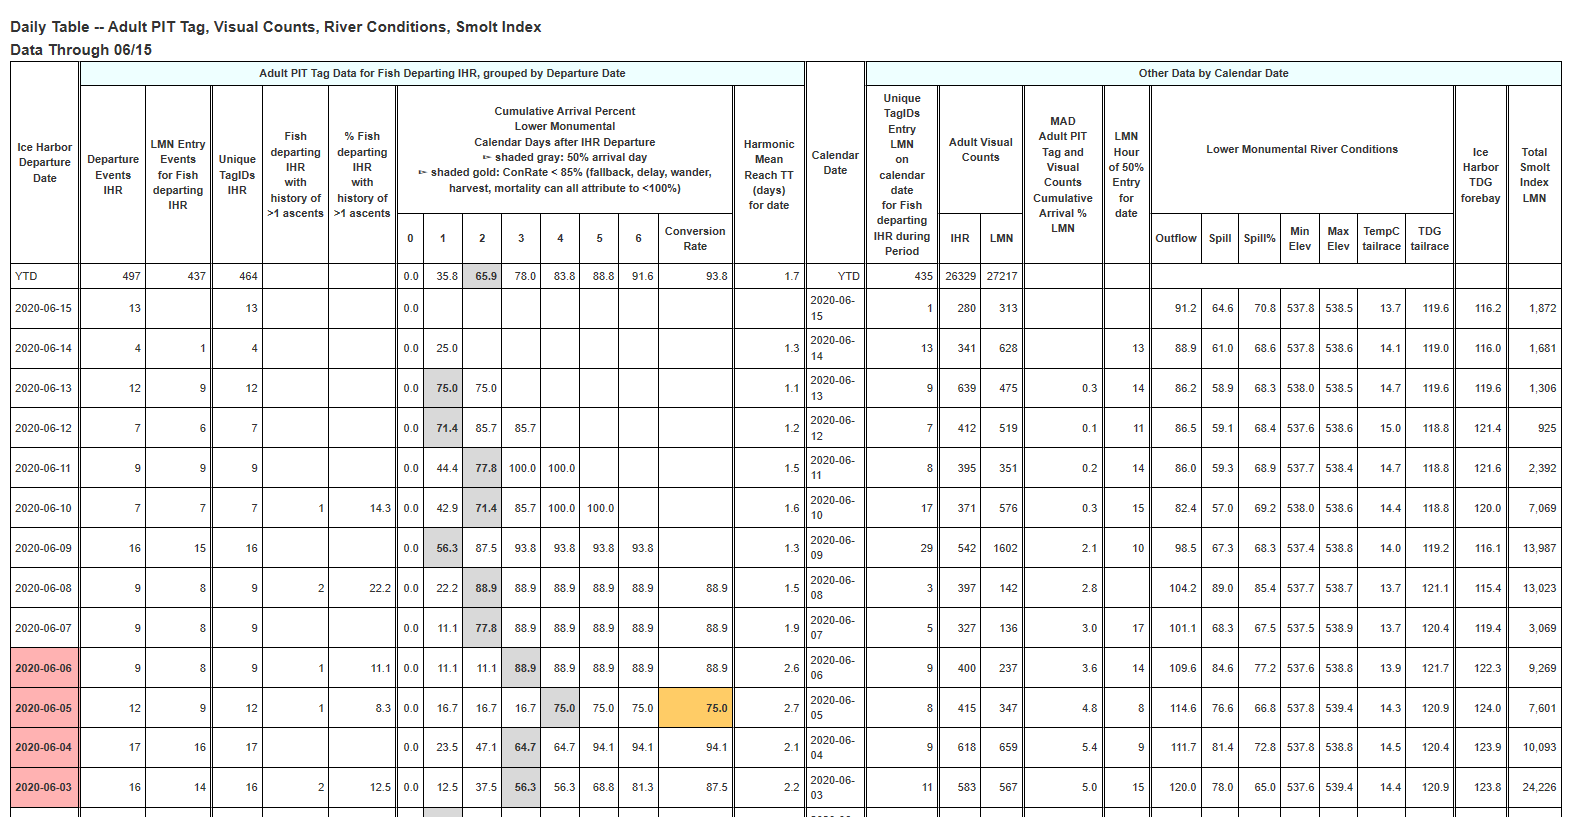 Daily Table -- Adult PIT Tag, Visual Counts, River Conditions, Smolt Index
Data Through 06/15
Adult PIT Tag Data for Fish Departing IHR, grouped by Departure Date
Other Data by Calendar Date
Ice Harbor
Departure
Date
Departure
Events
IHR
LMN Entry
Events
for Fish
departing
IHR
Unique
TagIDs
IHR
Fish
departing
IHR
with
history of
>1 ascents
% Fish
departing
IHR
with
history of
>1 ascents
Cumulative Arrival Percent
Lower Monumental
Calendar Days after IHR Departure
➳ shaded gray: 50% arrival day
➳ shaded gold: ConRate < 85% (fallback, delay, wander,
harvest, mortality can all attribute to <100%)
0 1 2 3 4 5 6 Conversion
Rate
Harmonic
Mean
Reach TT
(days)
for date
Calendar
Date
Unique
TagIDs
Entry
LMN
on
calendar
date
for Fish
departing
IHR during
Period
Adult Visual
Counts
IHR LMN
MAD
Adult PIT
Tag and
Visual
Counts
Cumulative
Arrival %
LMN
LMN
Hour
of 50%
Entry
for
date
Lower Monumental River Conditions
Outflow Spill Spill% Min
Elev Max
Elev TempC
tailrace TDG
tailrace
Ice
Harbor
TDG
forebay
Total
Smolt
Index
LMN
YTD 497 437 464 0.0 35.8 65.9 78.0 83.8 88.8 91.6 93.8 1.7 YTD 435 26329 27217
2020-06-15 13 13 0.0 2020-06-
15 1 280 313 91.2 64.6 70.8 537.8 538.5 13.7 119.6 116.2 1,872
2020-06-14 4 1 4 0.0 25.0 1.3 2020-06-
14 13 341 628 13 88.9 61.0 68.6 537.8 538.6 14.1 119.0 116.0 1,681
2020-06-13 12 9 12 0.0 75.0 75.0 1.1 2020-06-
13 9 639 475 0.3 14 86.2 58.9 68.3 538.0 538.5 14.7 119.6 119.6 1,306
2020-06-12 7 6 7 0.0 71.4 85.7 85.7 1.2 2020-06-
12 7 412 519 0.1 11 86.5 59.1 68.4 537.6 538.6 15.0 118.8 121.4 925
2020-06-11 9 9 9 0.0 44.4 77.8 100.0 100.0 1.5 2020-06-
11 8 395 351 0.2 14 86.0 59.3 68.9 537.7 538.4 14.7 118.8 121.6 2,392
2020-06-10 7 7 7 1 14.3 0.0 42.9 71.4 85.7 100.0 100.0 1.6 2020-06-
10 17 371 576 0.3 15 82.4 57.0 69.2 538.0 538.6 14.4 118.8 120.0 7,069
2020-06-09 16 15 16 0.0 56.3 87.5 93.8 93.8 93.8 93.8 1.3 2020-06-
09 29 542 1602 2.1 10 98.5 67.3 68.3 537.4 538.8 14.0 119.2 116.1 13,987
2020-06-08 9 8 9 2 22.2 0.0 22.2 88.9 88.9 88.9 88.9 88.9 88.9 1.5 2020-06-
08 3 397 142 2.8 104.2 89.0 85.4 537.7 538.7 13.7 121.1 115.4 13,023
2020-06-07 9 8 9 0.0 11.1 77.8 88.9 88.9 88.9 88.9 88.9 1.9 2020-06-
07 5 327 136 3.0 17 101.1 68.3 67.5 537.5 538.9 13.7 120.4 119.4 3,069
2020-06-06 9 8 9 1 11.1 0.0 11.1 11.1 88.9 88.9 88.9 88.9 88.9 2.6 2020-06-
06 9 400 237 3.6 14 109.6 84.6 77.2 537.6 538.8 13.9 121.7 122.3 9,269
2020-06-05 12 9 12 1 8.3 0.0 16.7 16.7 16.7 75.0 75.0 75.0 75.0 2.7 2020-06-
05 8 415 347 4.8 8 114.6 76.6 66.8 537.8 539.4 14.3 120.9 124.0 7,601
2020-06-04 17 16 17 0.0 23.5 47.1 64.7 64.7 94.1 94.1 94.1 2.1 2020-06-
04 9 618 659 5.4 9 111.7 81.4 72.8 537.8 538.8 14.5 120.4 123.9 10,093
2020-06-03 16 14 16 2 12.5 0.0 12.5 37.5 56.3 56.3 68.8 81.3 87.5 2.2 2020-06-
03 11 583 567 5.0 15 120.0 78.0 65.0 537.6 539.4 14.4 120.9 123.8 24,226